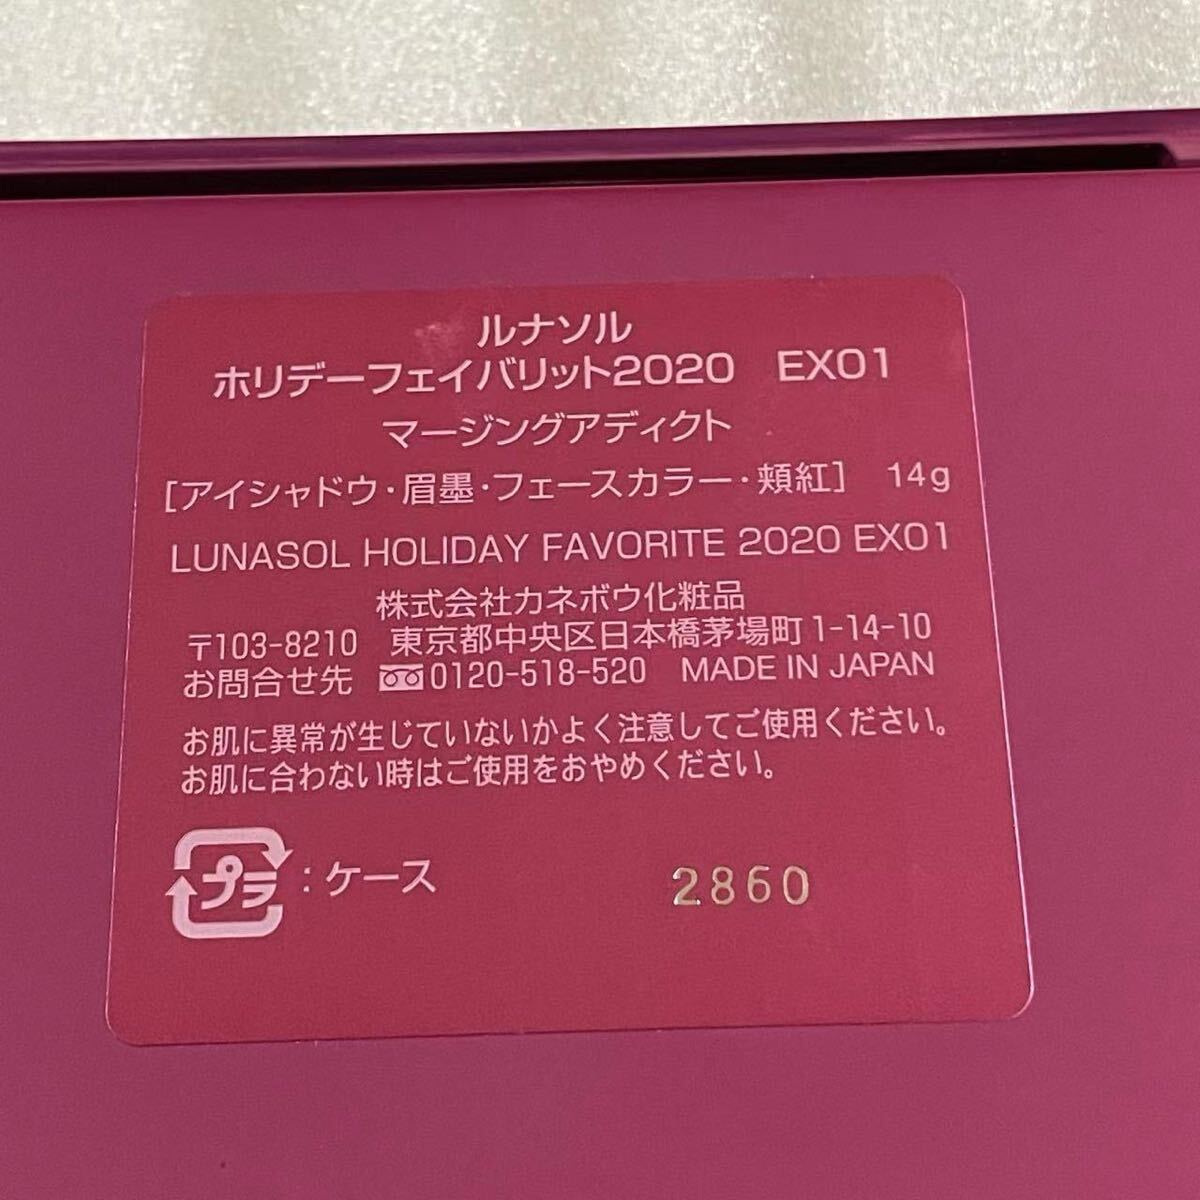 ルナソル
ホリデーフェイバリット2020　EX01
マージングアディクト
［アイシャドウ・眉墨・フェースカラー・頬紅］　14g
LUNASOL HOLIDAY FAVORITE 2020 EX01
株式会社カネボウ化粧品
〒103-8210　東京都中央区日本橋茅場町1-14-10
お問合せ先　0120-518-520　MADE IN JAPAN
お肌に異常が生じていないかよく注意してご使用ください。
お肌に合わない時はご使用をおやめください。
プラ：ケース　2860